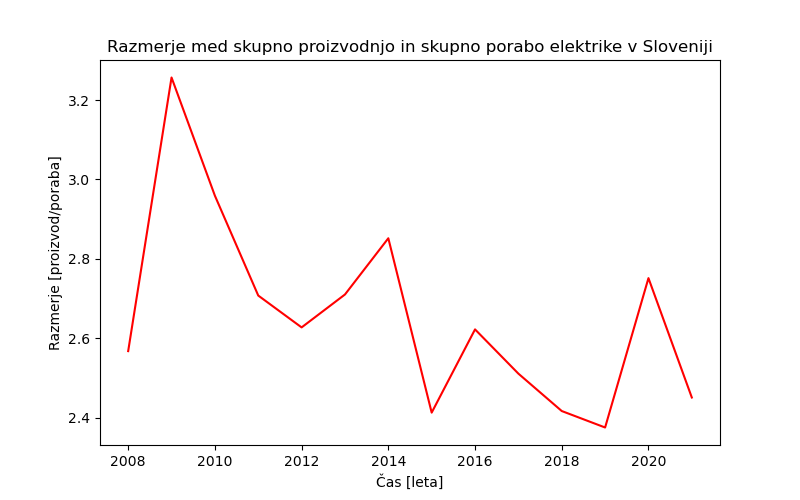 Razmerje med skupno proizvodnjo in skupno porabo elektrike v Sloveniji
Razmerje [proizvod/poraba]
3.2
3.0
2.8
2.6
2.4
2008 2010 2012 2014 2016 2018 2020
Čas [leta]